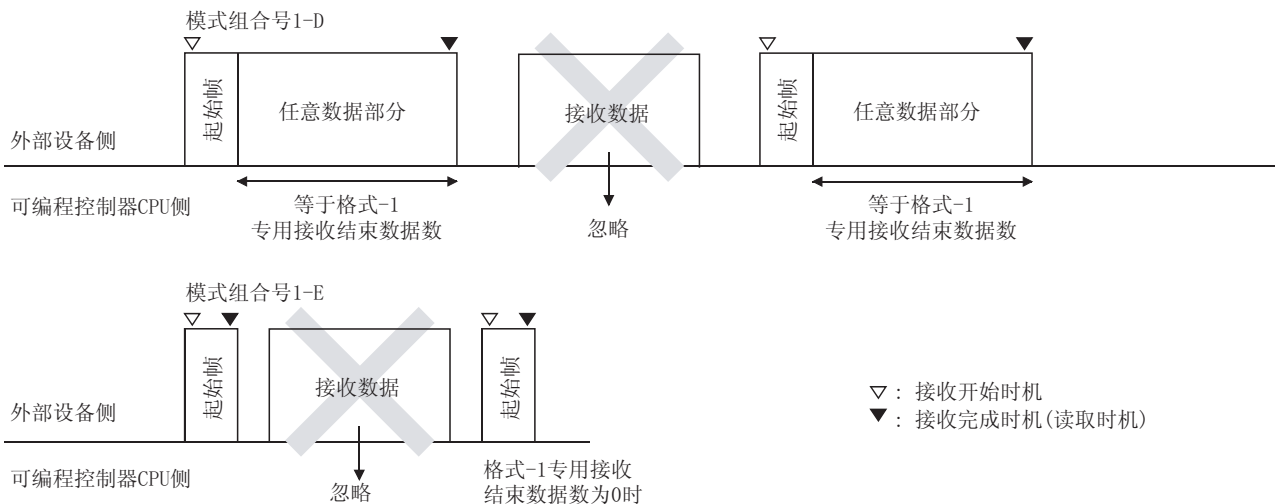 模式组合号1-D
起始帧
任意数据部分
接收数据
起始帧
任意数据部分
外部设备侧
可编程控制器CPU侧
等于格式-1
专用接收结束数据数
忽略
等于格式-1
专用接收结束数据数
模式组合号1-E
起始帧
接收数据
起始帧
外部设备侧
可编程控制器CPU侧
忽略
格式-1专用接收
结束数据数为0时
▽: 接收开始时机
▼: 接收完成时机(读取时机)